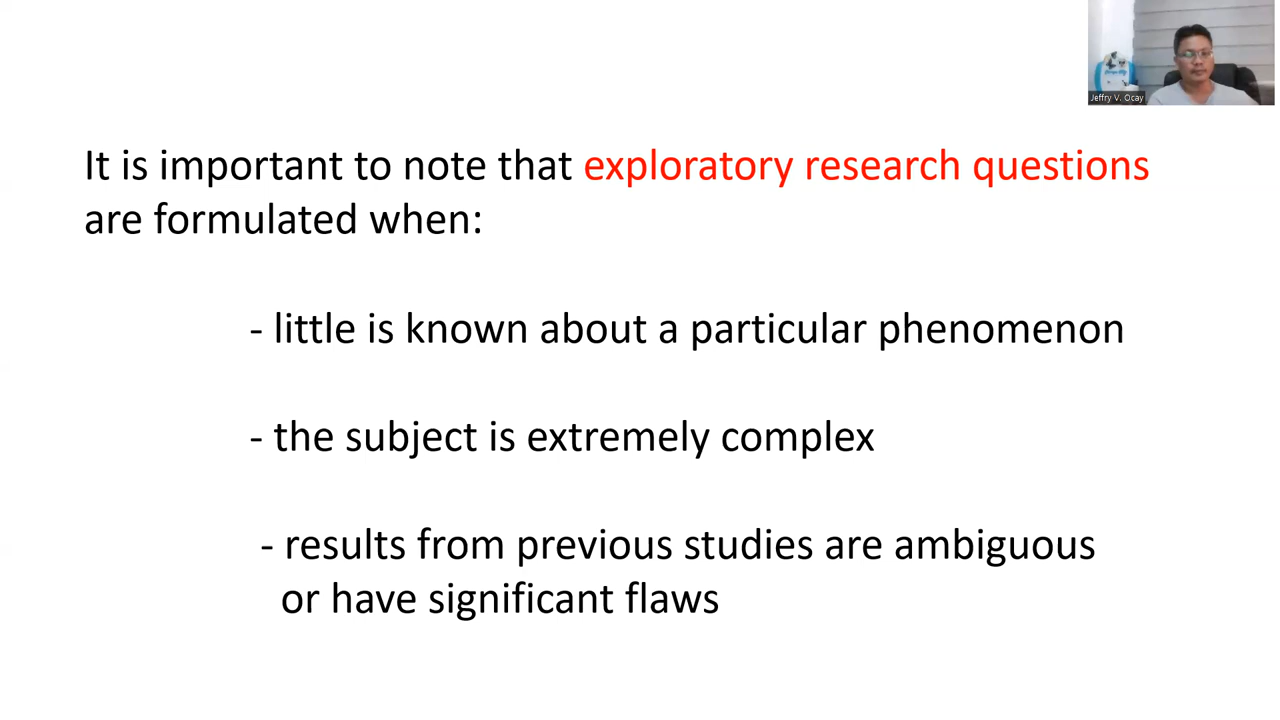 Jeffry V. Ocay
It is important to note that exploratory research questions
are formulated when:
- little is known about a particular phenomenon
- the subject is extremely complex
- results from previous studies are ambiguous
or have significant flaws